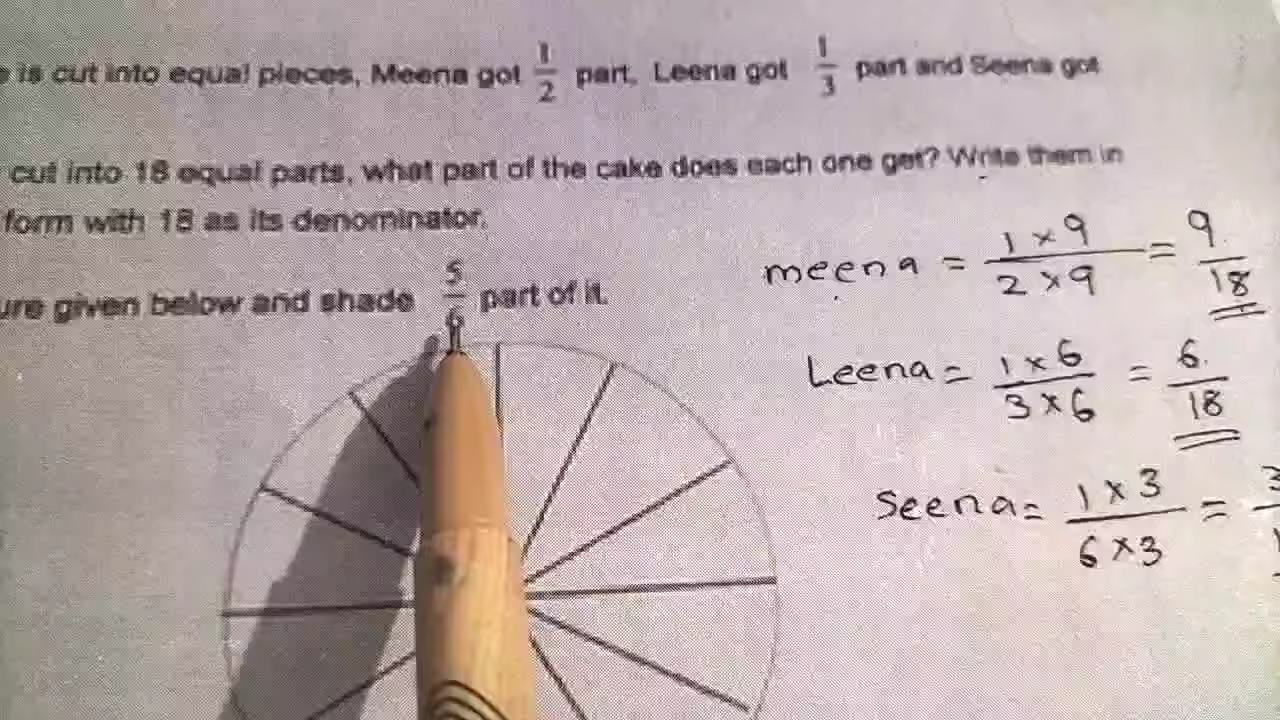 is cut into equal pieces, Meena got 1/2 part, Leena got 1/3 part and Seena got
cut into 18 equal parts, what part of the cake does each one get? Write them in
form with 18 as its denominator.
given below and shade 5/6 part of it.
meena = 1 × 9 / 2 × 9 = 9/18
Leena = 1 × 6 / 3 × 6 = 6/18
Seena = 1 × 3 / 6 × 3 =